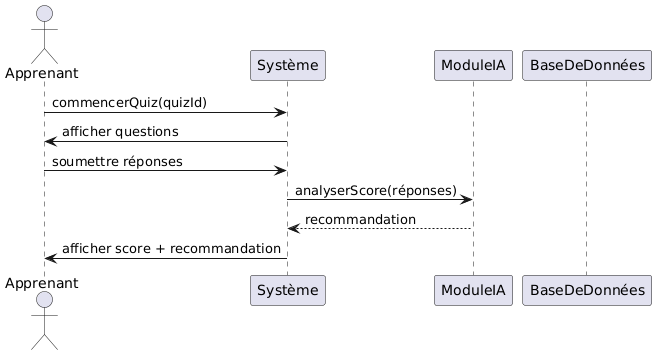 Apprenant
Système
ModuleIA
BaseDeDonnées
commencerQuiz(quizId)
afficher questions
soumettre réponses
analyserScore(réponses)
recommandation
afficher score + recommandation
Apprenant
Système
ModuleIA
BaseDeDonnées